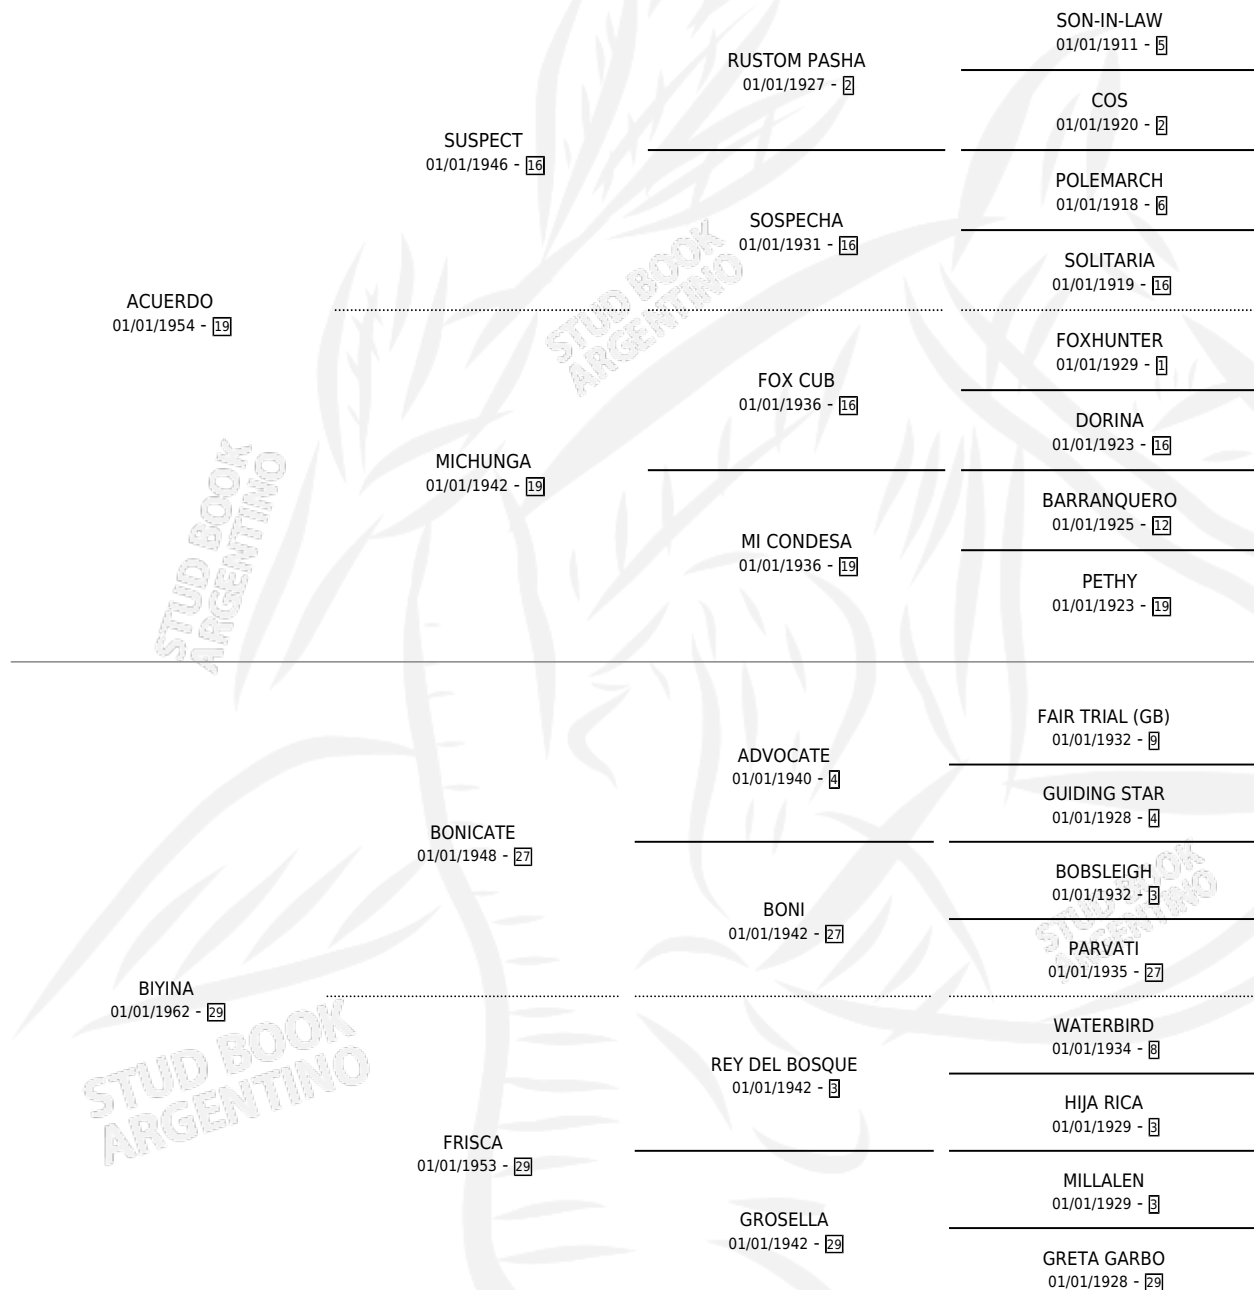 SON-IN-LAW
01/01/1911 - 5
RUSTOM PASHA
01/01/1927 - 2
COS
01/01/1920 - 2
SUSPECT
01/01/1946 - 16
POLEMARCH
01/01/1918 - 6
SOSPECHA
01/01/1931 - 16
SOLITARIA
01/01/1919 - 16
ACUERDO
01/01/1954 - 19
STUD BOOK
ARGENTINO
FOXHUNTER
01/01/1929 - 1
FOX CUB
01/01/1936 - 16
DORINA
01/01/1923 - 16
MICHUNGA
01/01/1942 - 19
BARRANQUERO
01/01/1925 - 12
MI CONDESA
01/01/1936 - 19
PETHY
01/01/1923 - 19
STUD BOOK
ARGENTINO
FAIR TRIAL (GB)
01/01/1932 - 9
ADVOCATE
01/01/1940 - 4
GUIDING STAR
01/01/1928 - 4
BONICATE
01/01/1948 - 27
BOBSLEIGH
01/01/1932 - 3
BONI
01/01/1942 - 27
STUD BOOK
ARGENTINO
PARVATI
01/01/1935 - 27
BIYINA
01/01/1962 - 29
STUD BOOK
ARGENTINO
WATERBIRD
01/01/1934 - 8
REY DEL BOSQUE
01/01/1942 - 3
HIJA RICA
01/01/1929 - 3
FRISCA
01/01/1953 - 29
MILLALEN
01/01/1929 - 3
GROSELLA
01/01/1942 - 29
GRETA GARBO
01/01/1928 - 29